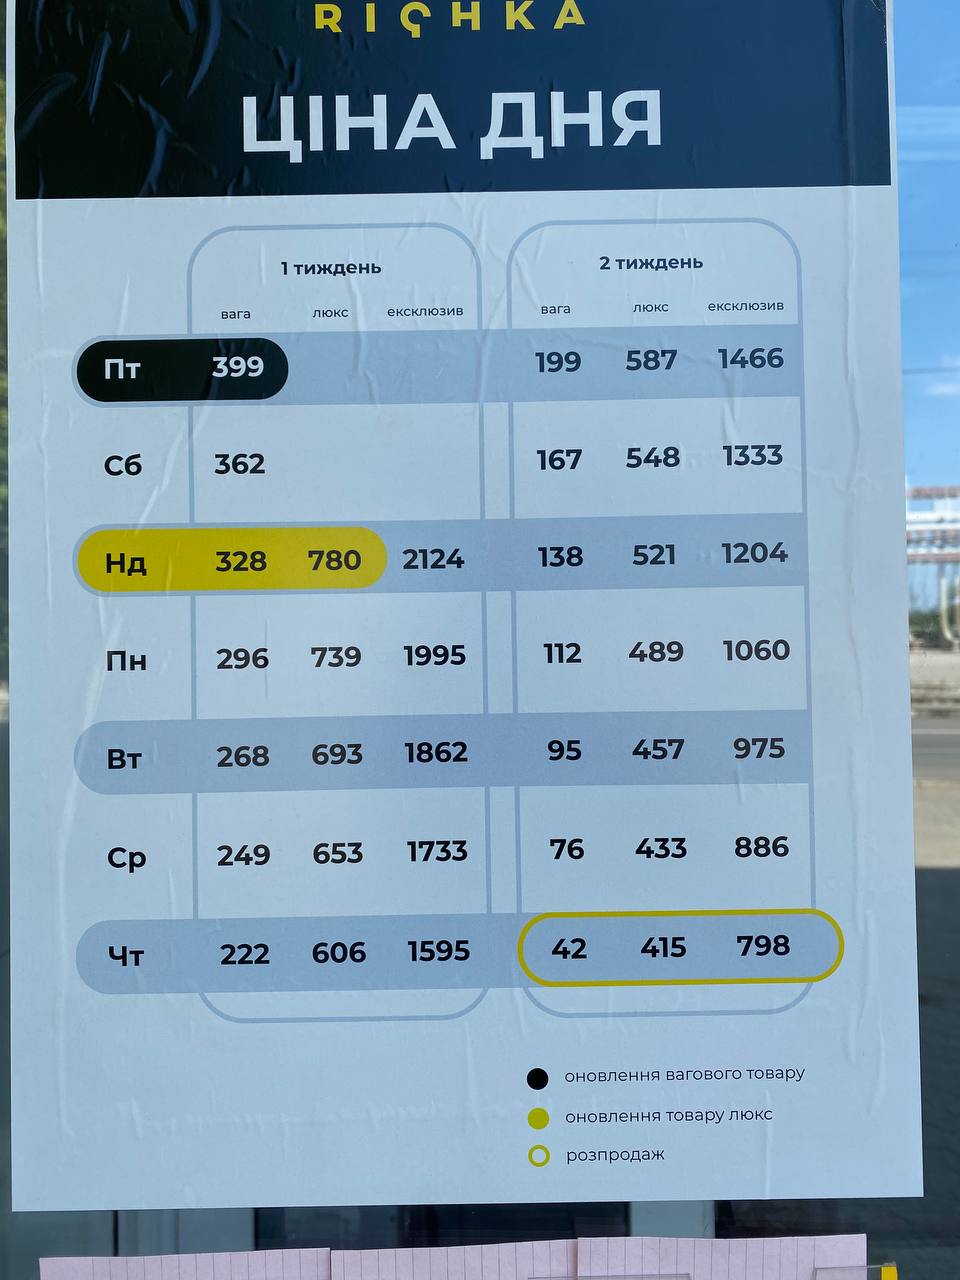 RICHKA
ЦІНА ДНЯ
1 тиждень 2 тиждень
вага люкс ексклюзив вага люкс ексклюзив
Пт 399 199 587 1466
Сб 362 167 548 1333
Нд 328 780 2124 138 521 1204
Пн 296 739 1995 112 489 1060
Вт 268 693 1862 95 457 975
Ср 249 653 1733 76 433 886
Чт 222 606 1595 42 415 798
оновлення вагового товару
оновлення товару люкс
розпродаж